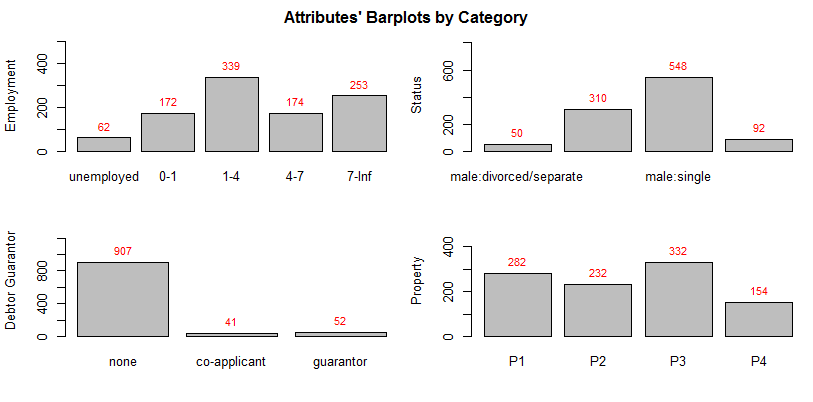 Attributes' Barplots by Category
Employment
0
200
400
62
172
339
174
253
unemployed
0-1
1-4
4-7
7-Inf
Status
0
200
600
50
310
548
92
male:divorced/separate
male:single
Debtor Guarantor
0
400
800
907
41
52
none
co-applicant
guarantor
Property
0
200
400
282
232
332
154
P1
P2
P3
P4